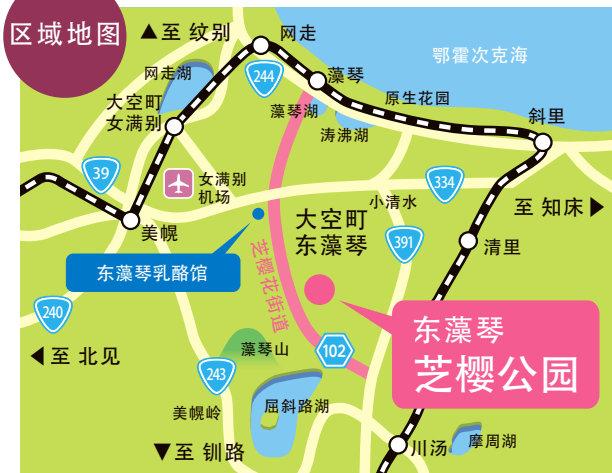 区域地图
▲至 纹别
网走
鄂霍次克海
网走湖
244
藻琴
大空町
女满别
藻琴湖
原生花园
涛沸湖
斜里
39
女满别
机场
334
小清水
至 知床▶
美幌
大空町
东藻琴
391
清里
东藻琴乳酪馆
芝樱花街道
240
东藻琴
芝樱公园
◀至 北见
藻琴山
102
243
美幌岭
屈斜路湖
▼至 钏路
川汤
摩周湖